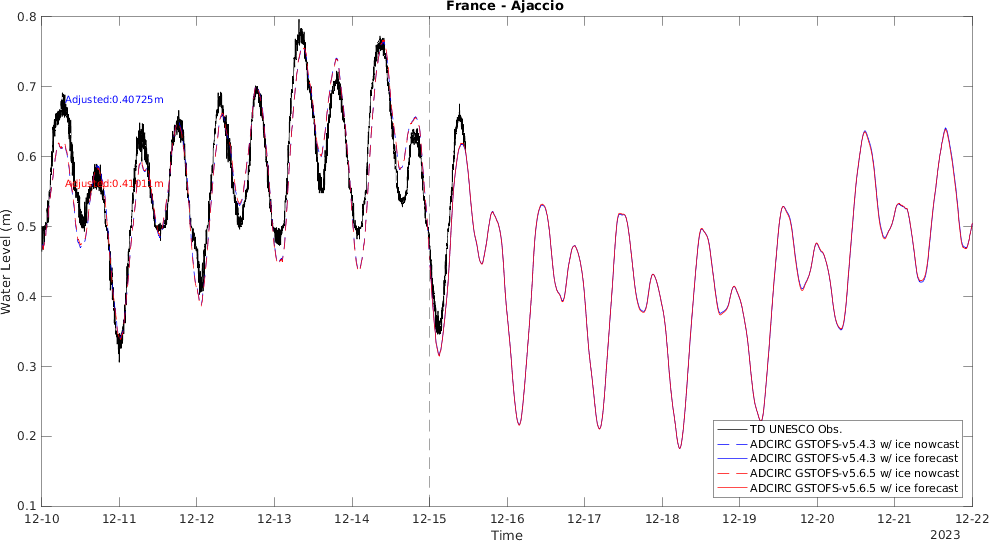 France - Ajaccio
Water Level (m)
0.8
0.7
0.6
0.5
0.4
0.3
0.2
0.1
Adjusted:0.40725m
Adjusted:0.41011m
TD UNESCO Obs.
ADCIRC GSTOFS-v5.4.3 w/ ice nowcast
ADCIRC GSTOFS-v5.4.3 w/ ice forecast
ADCIRC GSTOFS-v5.6.5 w/ ice nowcast
ADCIRC GSTOFS-v5.6.5 w/ ice forecast
12-10 12-11 12-12 12-13 12-14 12-15 12-16 12-17 12-18 12-19 12-20 12-21 12-22
Time
2023